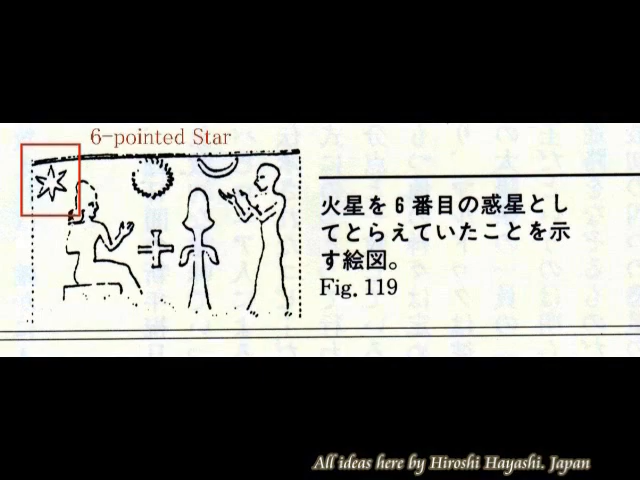 6-pointed Star
火星を6番目の惑星とし
てとらえていたことを示
す絵図。
Fig. 119
All ideas here by Hiroshi Hayashi. Japan